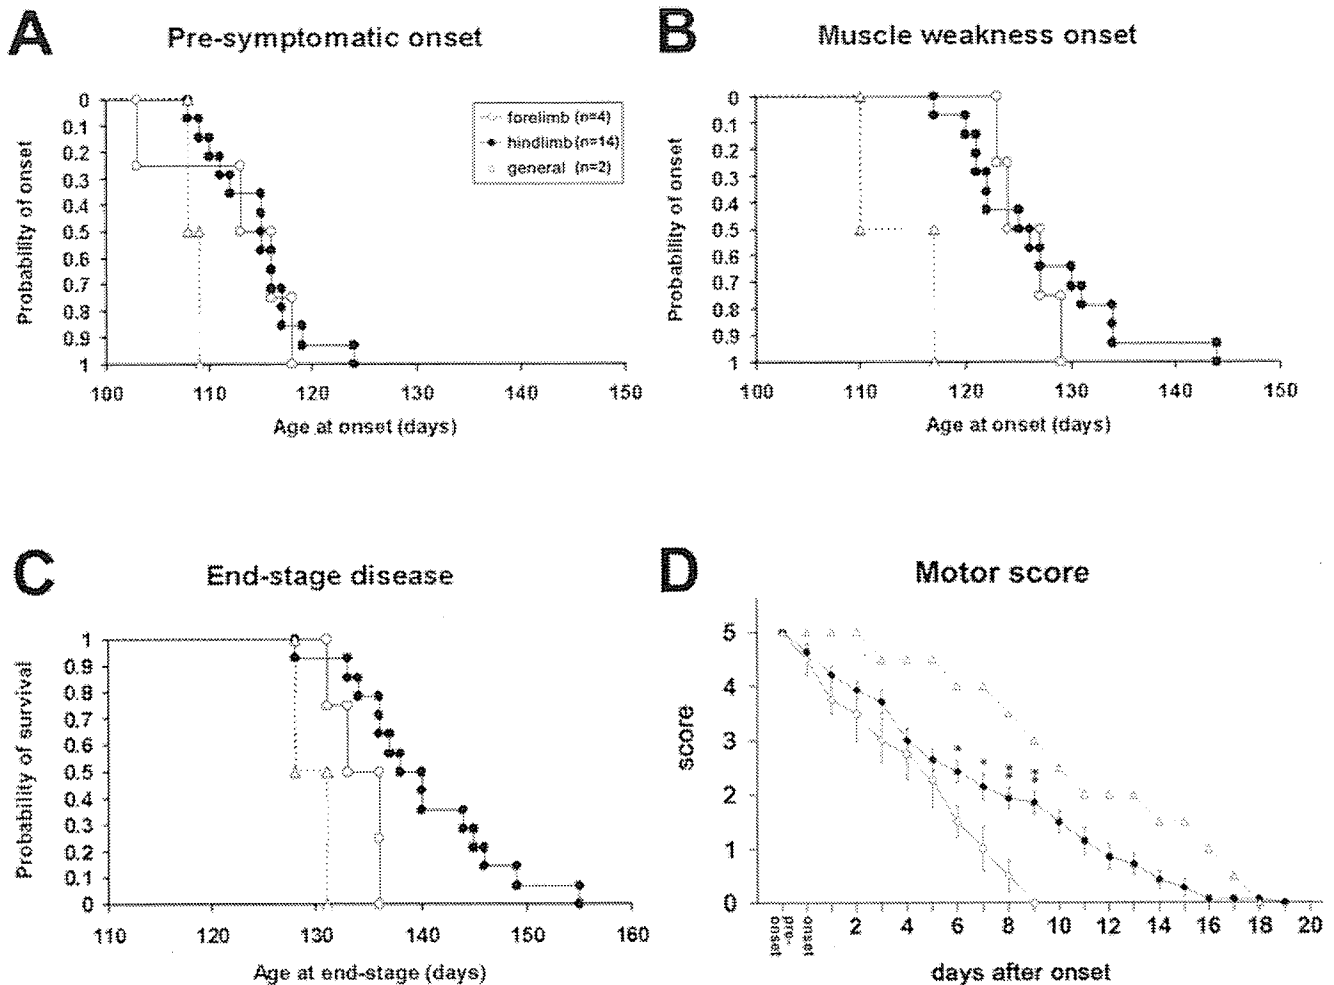 A
Pre-symptomatic onset
Probability of onset
0
0.1
0.2
0.3
0.4
0.5
0.6
0.7
0.8
0.9
1
forelimb (n=4)
hindlimb (n=14)
general (n=2)
100 110 120 130 140 150
Age at onset (days)
B
Muscle weakness onset
Probability of onset
0
0.1
0.2
0.3
0.4
0.5
0.6
0.7
0.8
0.9
1
100 110 120 130 140 150
Age at onset (days)
C
End-stage disease
Probability of survival
1
0.9
0.8
0.7
0.6
0.5
0.4
0.3
0.2
0.1
0
110 120 130 140 150 160
Age at end-stage (days)
D
Motor score
score
5
4
3
2
1
0
pre-onset onset 2 4 6 8 10 12 14 16 18 20
days after onset